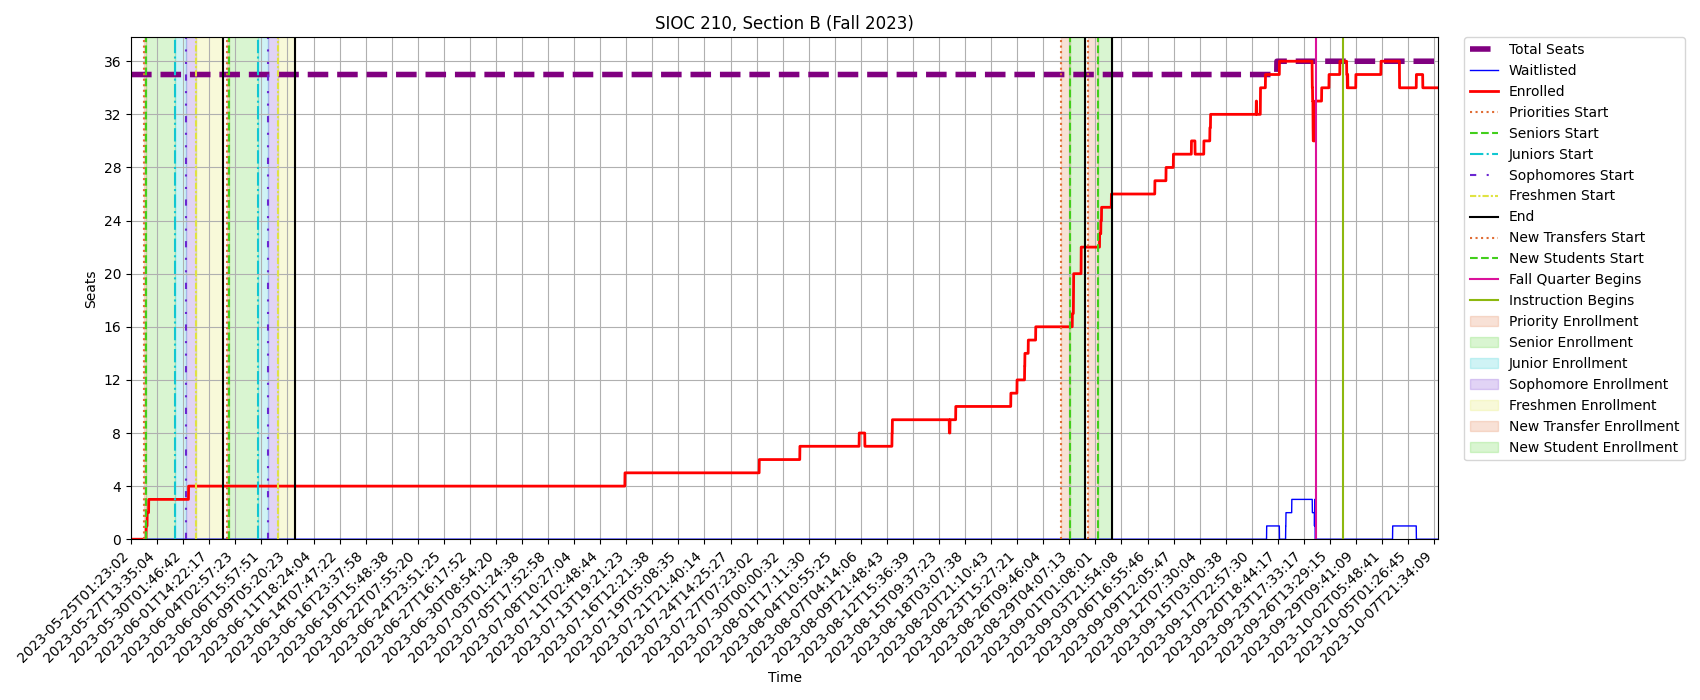 SIOC 210, Section B (Fall 2023)
Seats
36
32
28
24
20
16
12
8
4
0
2023-05-25T01:23:02
2023-05-27T13:35:04
2023-05-30T01:46:42
2023-06-01T14:22:17
2023-06-04T02:57:23
2023-06-06T15:57:51
2023-06-09T05:20:23
2023-06-11T18:24:04
2023-06-14T07:47:22
2023-06-16T23:37:58
2023-06-19T15:48:38
2023-06-22T07:55:20
2023-06-24T23:51:25
2023-06-27T16:17:52
2023-06-30T08:54:20
2023-07-03T01:24:38
2023-07-05T17:52:58
2023-07-08T10:27:04
2023-07-11T02:48:44
2023-07-13T19:21:23
2023-07-16T12:21:38
2023-07-19T05:08:35
2023-07-21T21:40:14
2023-07-24T14:25:27
2023-07-27T07:23:02
2023-07-30T00:00:32
2023-08-01T17:11:30
2023-08-04T10:55:25
2023-08-07T04:14:06
2023-08-09T21:48:43
2023-08-12T15:36:39
2023-08-15T09:37:23
2023-08-18T03:07:38
2023-08-20T21:10:43
2023-08-23T15:27:21
2023-08-26T09:46:04
2023-08-29T04:07:13
2023-09-01T01:08:01
2023-09-03T21:54:08
2023-09-06T16:55:46
2023-09-09T12:05:47
2023-09-12T07:30:04
2023-09-15T03:00:38
2023-09-17T22:57:30
2023-09-20T18:44:17
2023-09-23T17:33:17
2023-09-26T13:29:15
2023-09-29T09:41:09
2023-10-02T05:48:41
2023-10-05T01:26:45
2023-10-07T21:34:09
Time
Total Seats
Waitlisted
Enrolled
Priorities Start
Seniors Start
Juniors Start
Sophomores Start
Freshmen Start
End
New Transfers Start
New Students Start
Fall Quarter Begins
Instruction Begins
Priority Enrollment
Senior Enrollment
Junior Enrollment
Sophomore Enrollment
Freshmen Enrollment
New Transfer Enrollment
New Student Enrollment